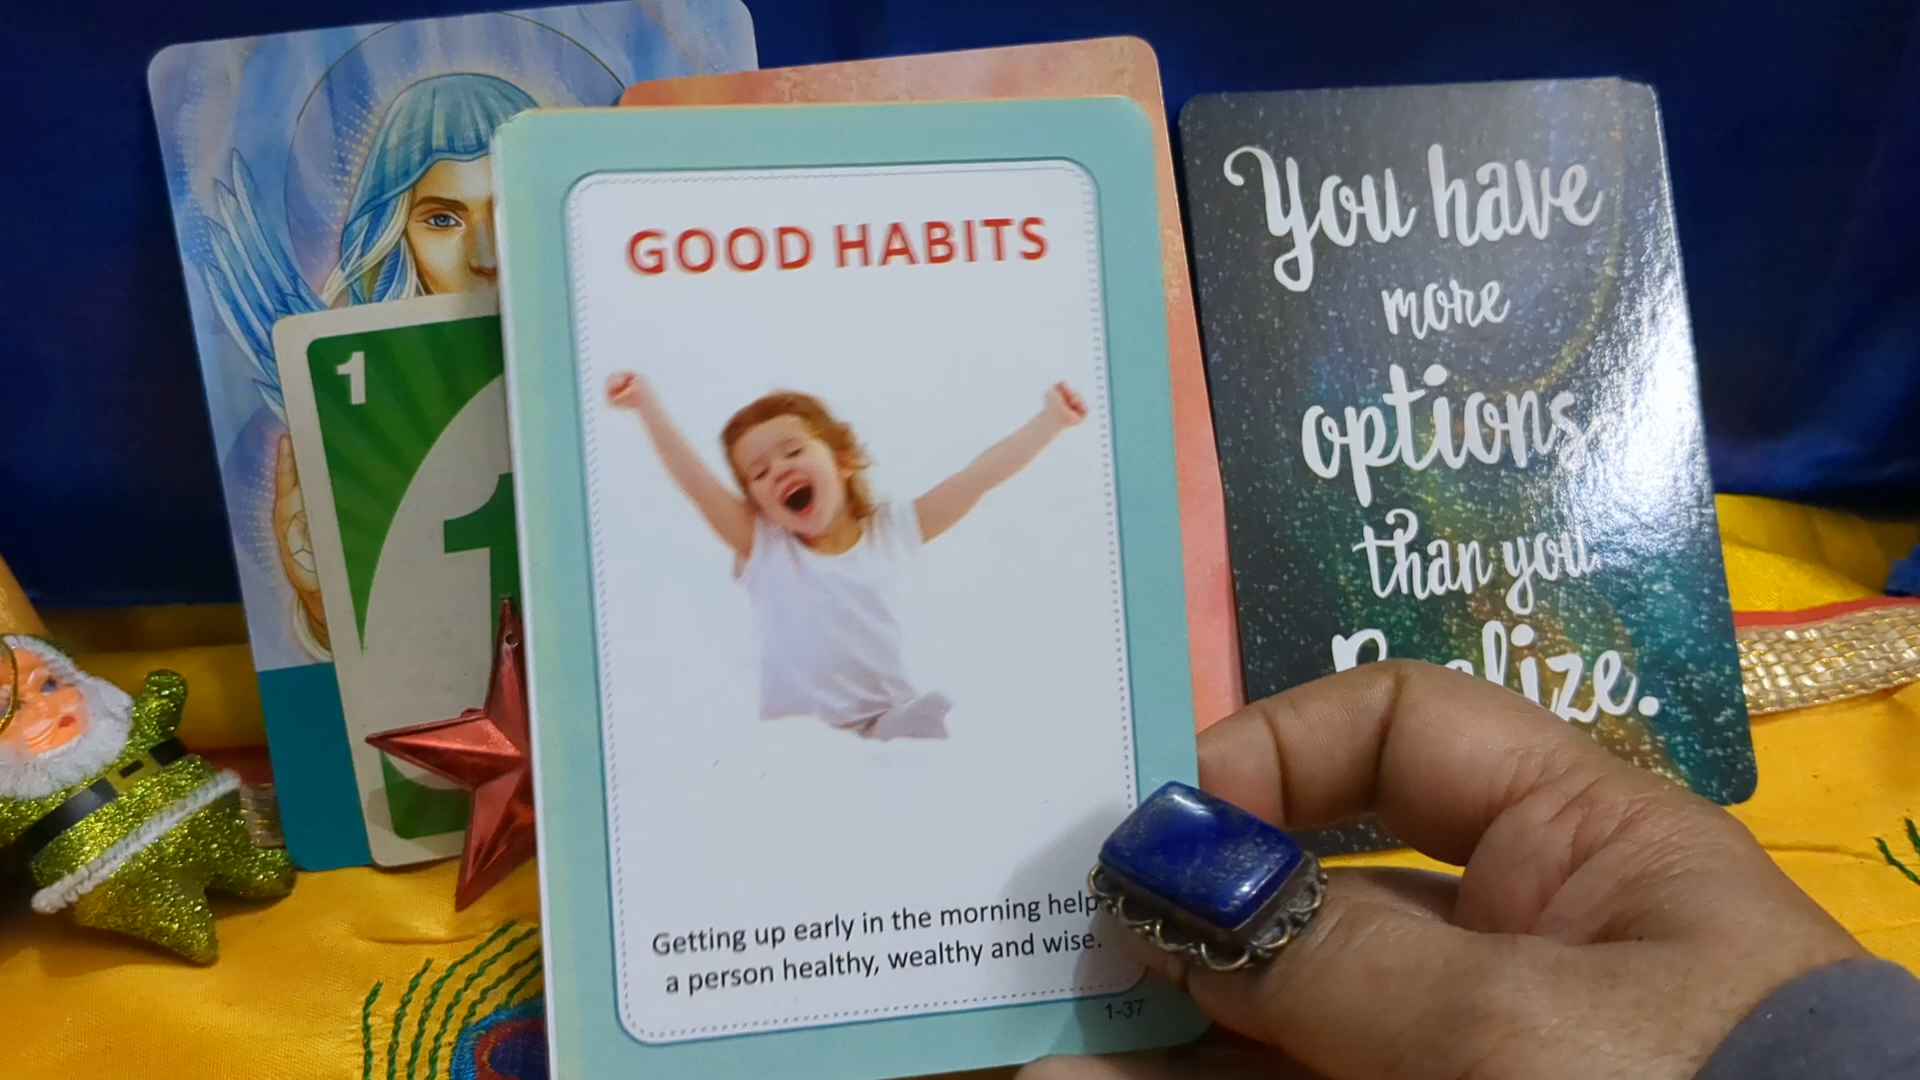 1
1
GOOD HABITS
Getting up early in the morning help
a person healthy, wealthy and wise.
1-37
You have
more
options
than you